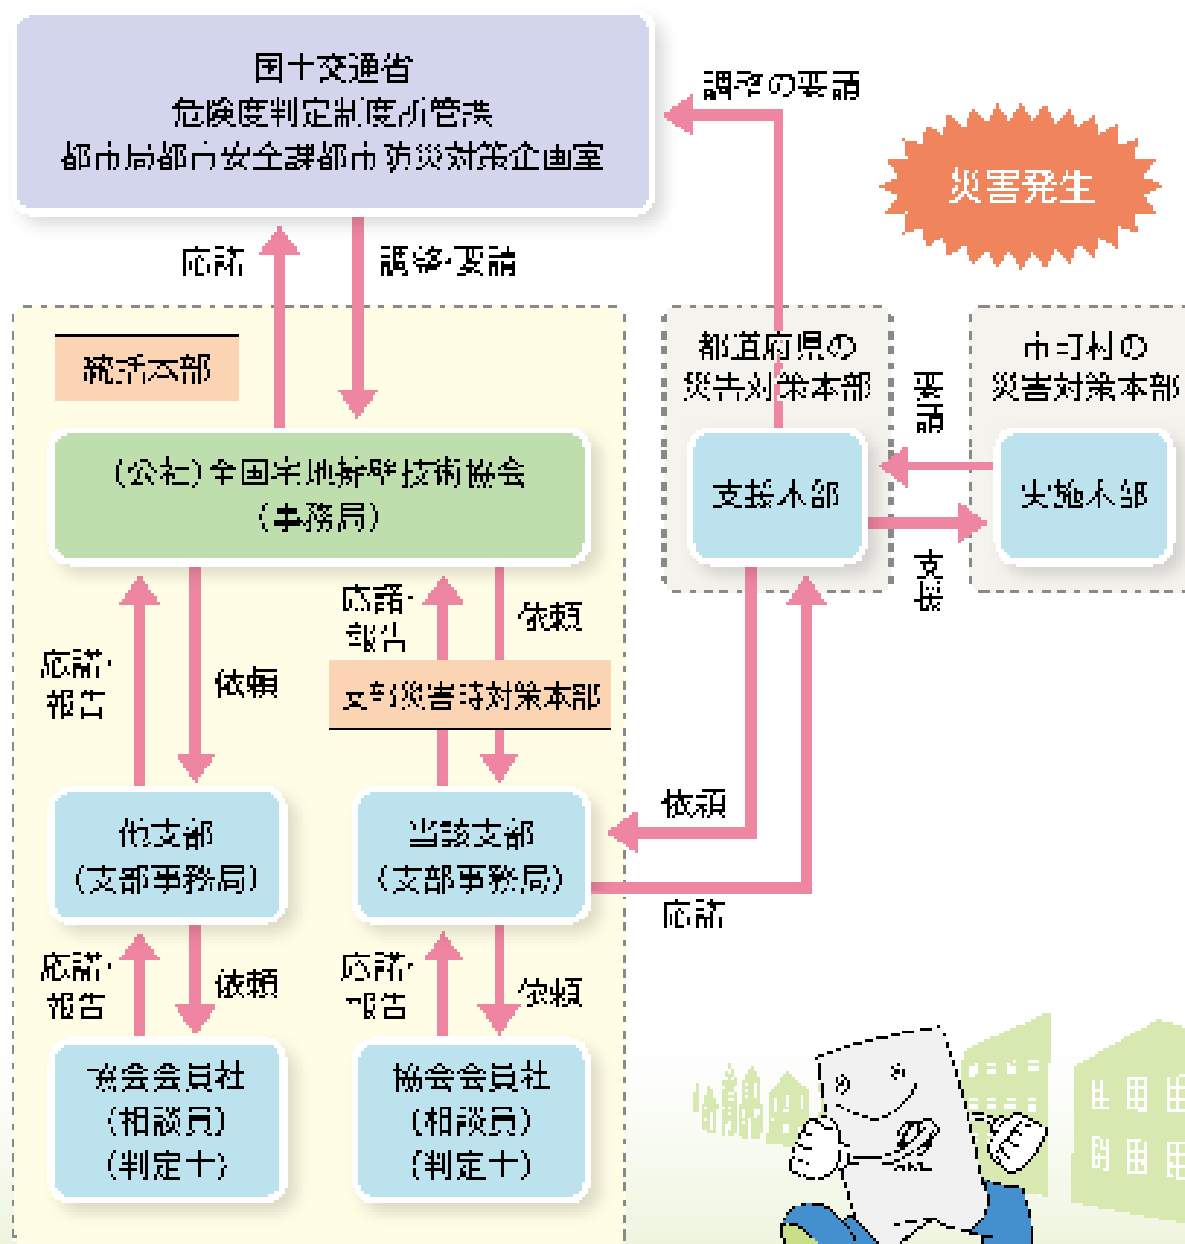 国土交通省
危険度判定制度所管課
都市局都市安全課都市防災対策企画室
調整の要請
災害発生
応諾
調整・要請
統括本部
(公社)全国宅地擁壁技術協会
(事務局)
都道府県の
災害対策本部
支援本部
要請
支援
市町村の
災害対策本部
実施本部
応諾・
報告
依頼
応諾・
報告
依頼
支部災害時対策本部
他支部
(支部事務局)
当該支部
(支部事務局)
依頼
応諾
応諾・
報告
依頼
応諾・
報告
依頼
協会会員社
(相談員)
(判定士)
協会会員社
(相談員)
(判定士)